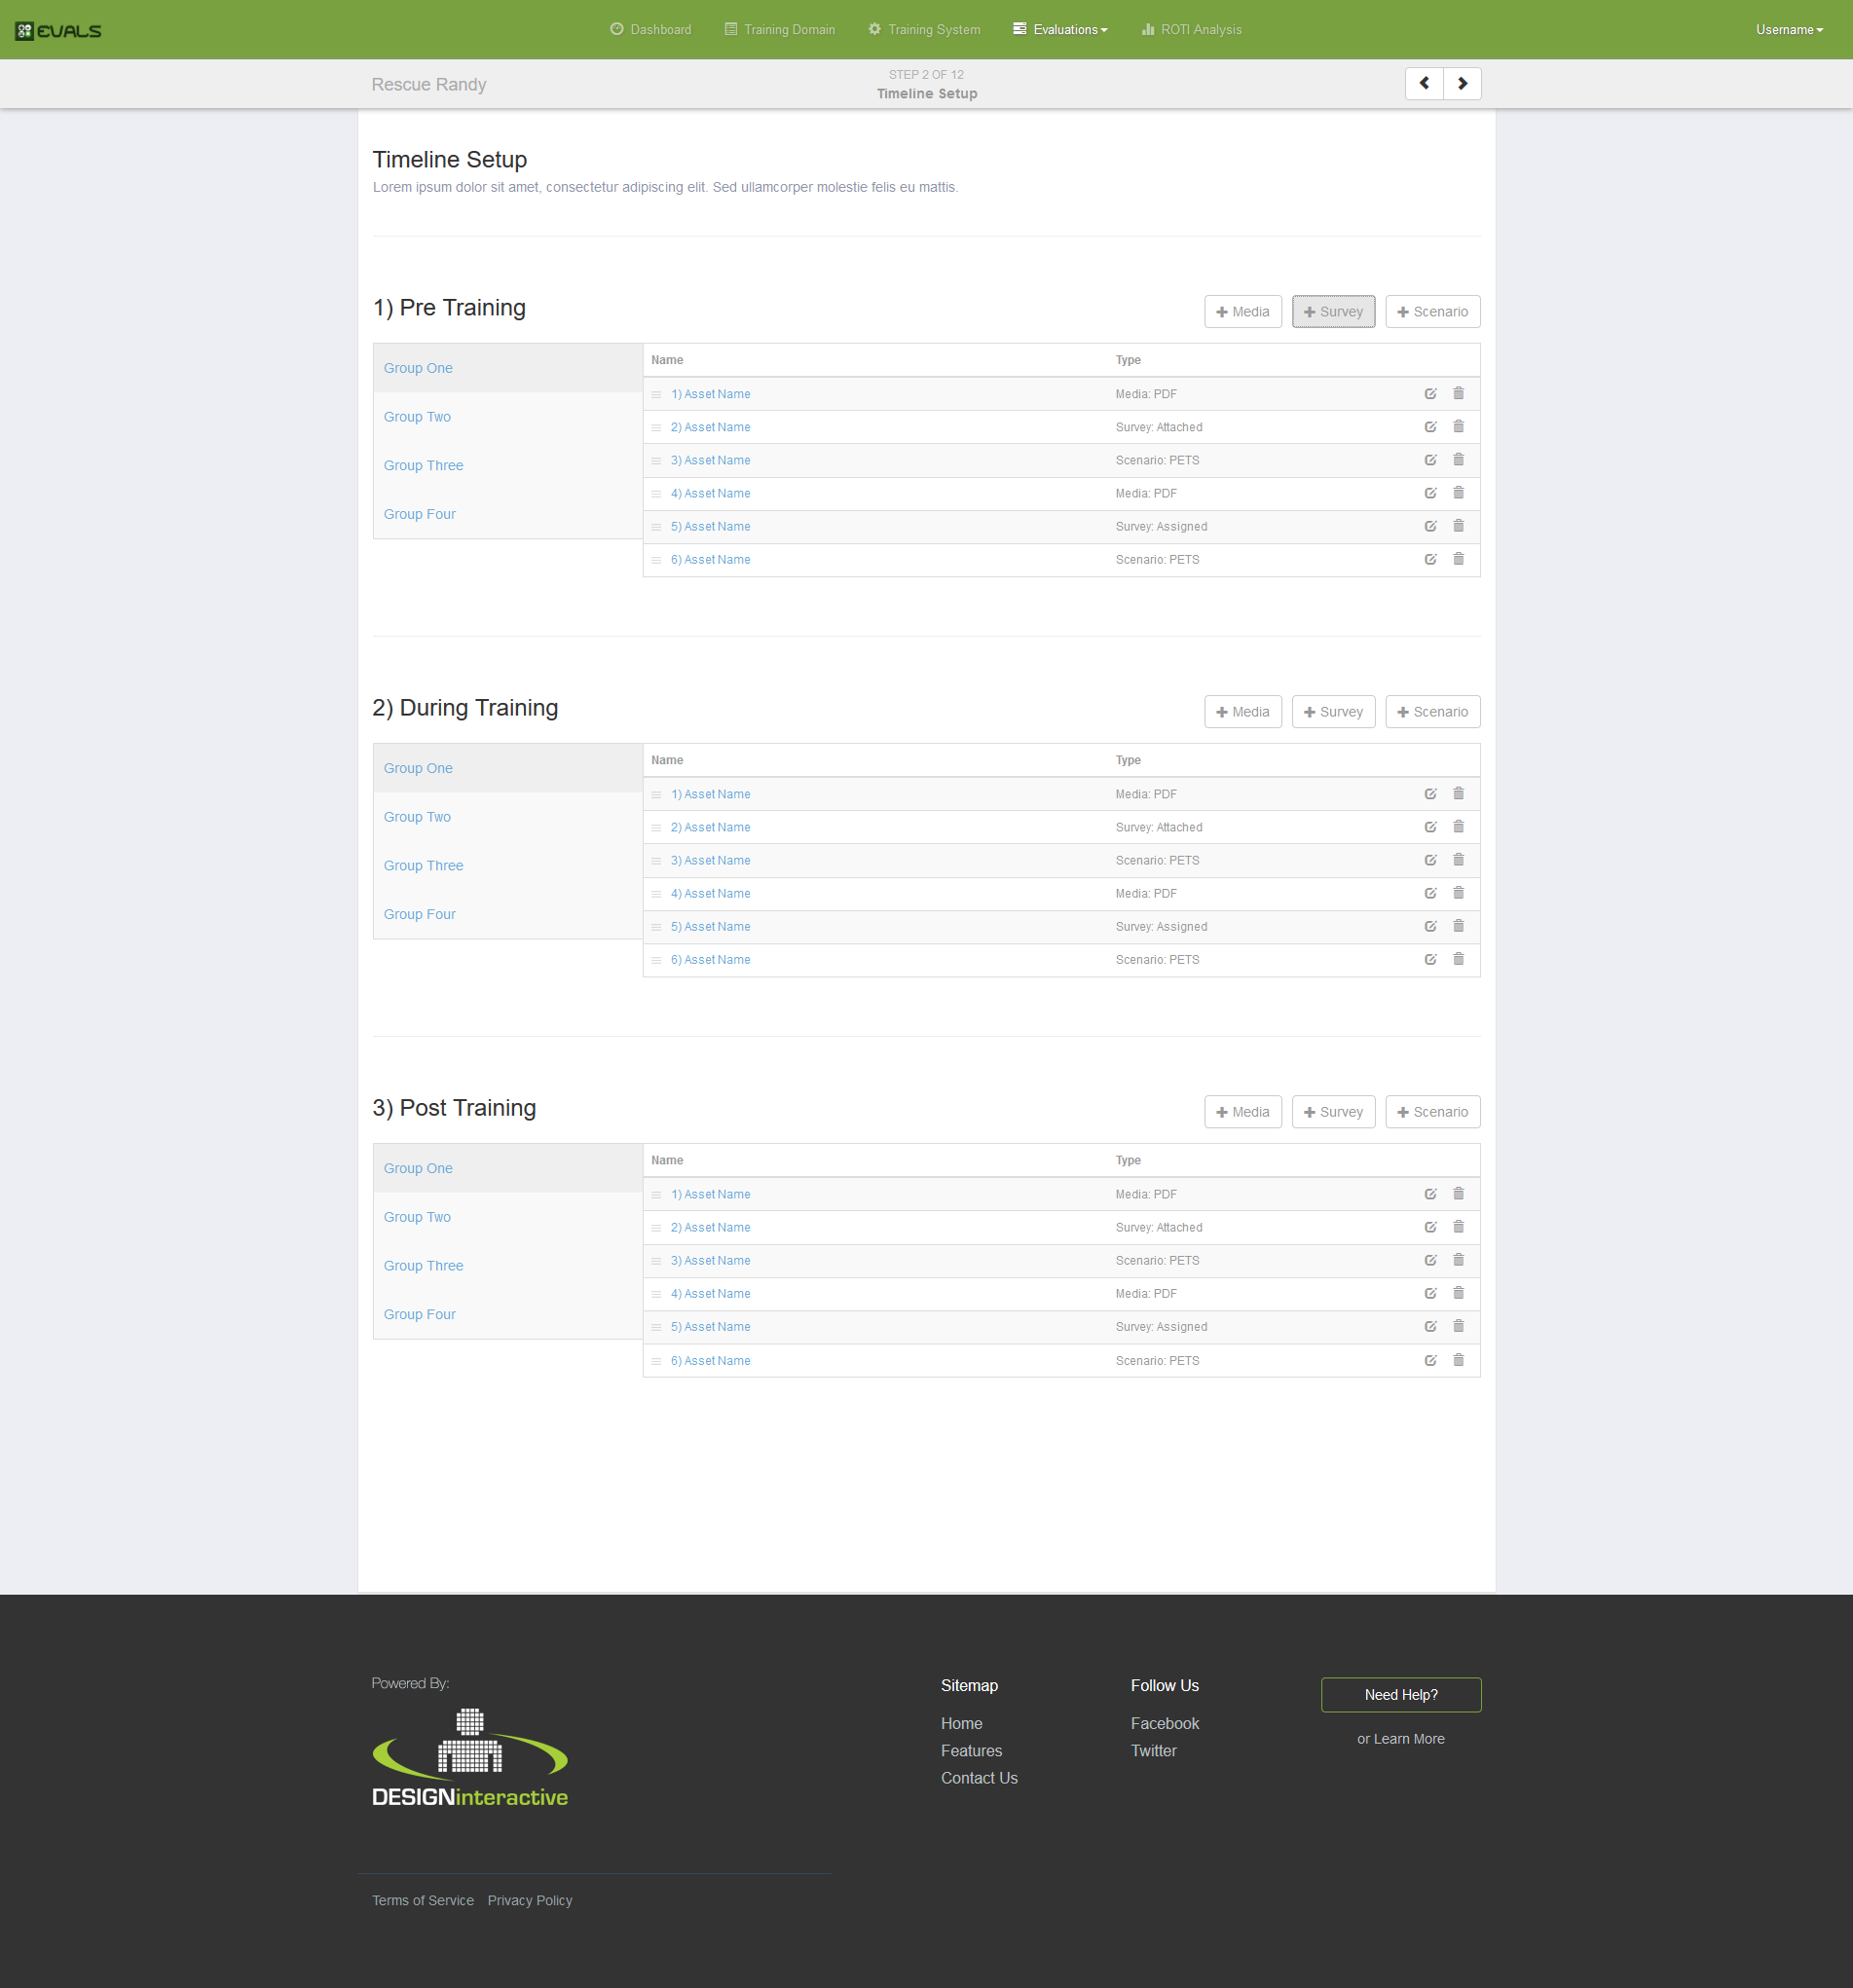 EVALS
Dashboard Training Domain Training System Evaluations ROTI Analysis Username
Rescue Randy
STEP 2 OF 12
Timeline Setup
Timeline Setup
Lorem ipsum dolor sit amet, consectetur adipiscing elit. Sed ullamcorper molestie felis eu mattis.
1) Pre Training
Media Survey Scenario
Group One
Group Two
Group Three
Group Four
Name Type
1) Asset Name Media: PDF
2) Asset Name Survey: Attached
3) Asset Name Scenario: PETS
4) Asset Name Media: PDF
5) Asset Name Survey: Assigned
6) Asset Name Scenario: PETS
2) During Training
Media Survey Scenario
Group One
Group Two
Group Three
Group Four
Name Type
1) Asset Name Media: PDF
2) Asset Name Survey: Attached
3) Asset Name Scenario: PETS
4) Asset Name Media: PDF
5) Asset Name Survey: Assigned
6) Asset Name Scenario: PETS
3) Post Training
Media Survey Scenario
Group One
Group Two
Group Three
Group Four
Name Type
1) Asset Name Media: PDF
2) Asset Name Survey: Attached
3) Asset Name Scenario: PETS
4) Asset Name Media: PDF
5) Asset Name Survey: Assigned
6) Asset Name Scenario: PETS
Powered By:
DESIGNinteractive
Sitemap
Home
Features
Contact Us
Follow Us
Facebook
Twitter
Need Help?
or Learn More
Terms of Service Privacy Policy